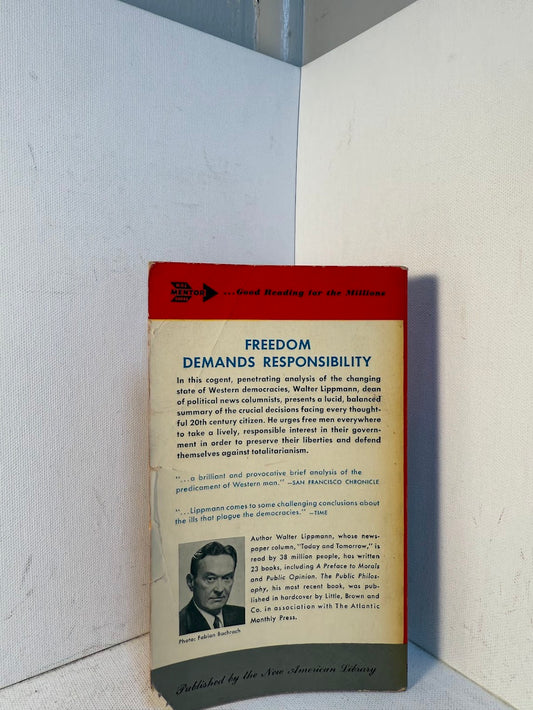 MENTOR
...Good Reading for the Millions
FREEDOM
DEMANDS RESPONSIBILITY
In this cogent, penetrating analysis of the changing
state of Western democracies, Walter Lippmann, dean
of political news columnists, presents a lucid, balanced
summary of the crucial decisions facing every thought-
ful 20th century citizen. He urges free men everywhere
to take a lively, responsible interest in their govern-
ment in order to preserve their liberties and defend
themselves against totalitarianism.
"...a brilliant and provocative brief analysis of the
predicament of Western man." —SAN FRANCISCO CHRONICLE
"...Lippmann comes to some challenging conclusions about
the ills that plague the democracies." —TIME
Author Walter Lippmann, whose news-
paper column, "Today and Tomorrow," is
read by 38 million people, has written
23 books, including A Preface to Morals
and Public Opinion. The Public Philos-
ophy, his most recent book, was pub-
lished in hardcover by Little, Brown and
Co. in association with The Atlantic
Monthly Press.
Photo: Fabian Bachrach
Published by the New American Library